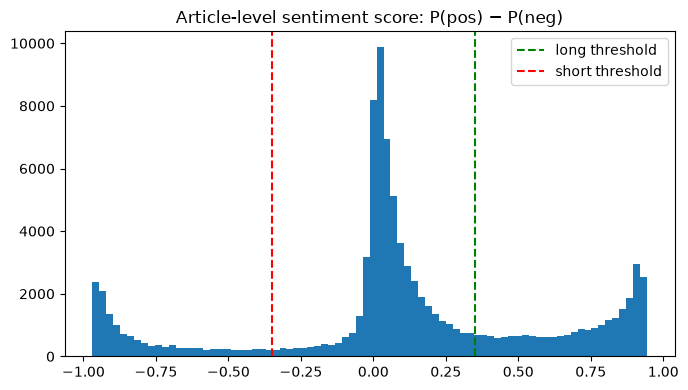 Article-level sentiment score: P(pos) − P(neg)
10000
8000
6000
4000
2000
0
long threshold
short threshold
−1.00 −0.75 −0.50 −0.25 0.00 0.25 0.50 0.75 1.00